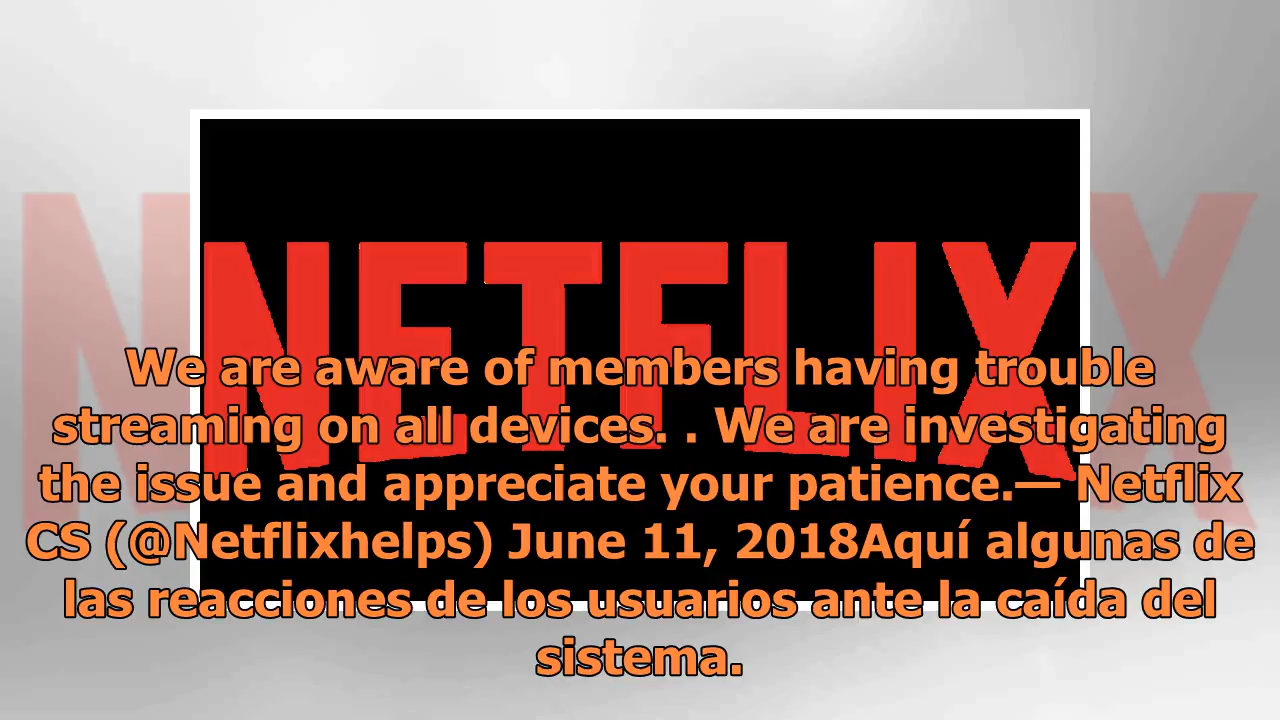 NETFLIX
We are aware of members having trouble
streaming on all devices. . We are investigating
the issue and appreciate your patience.— Netflix
CS (@Netflixhelps) June 11, 2018Aquí algunas de
las reacciones de los usuarios ante la caída del
sistema.